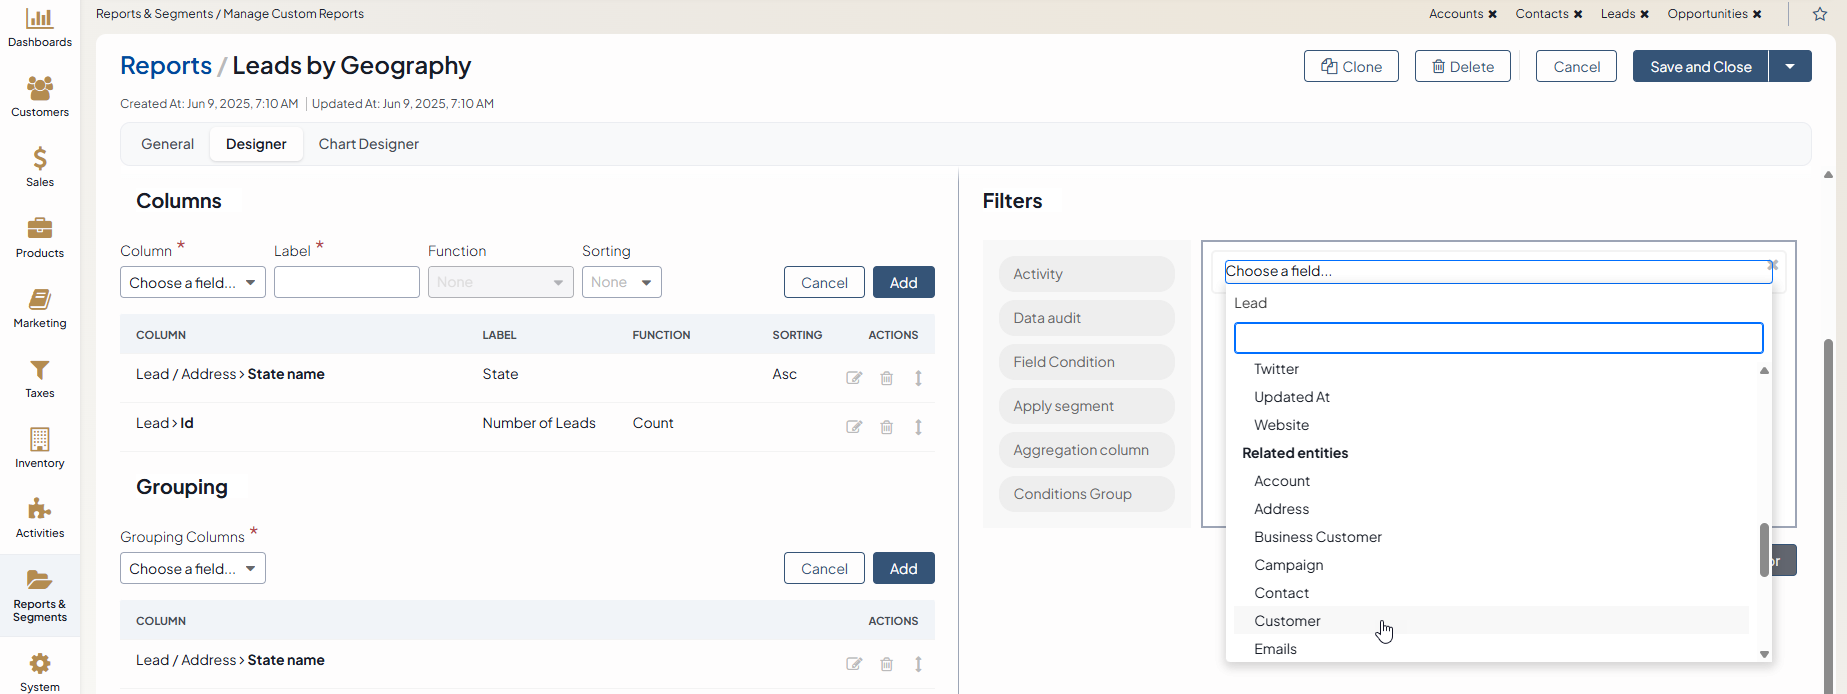 Dashboards
Customers
Sales
Products
Marketing
Taxes
Inventory
Activities
Reports &
Segments
System
Reports & Segments / Manage Custom Reports
Accounts ✖ Contacts ✖ Leads ✖ Opportunities ✖
Reports / Leads by Geography
Clone Delete Cancel Save and Close
Created At: Jun 9, 2025, 7:10 AM | Updated At: Jun 9, 2025, 7:10 AM
General Designer Chart Designer
Columns
Column * Label * Function Sorting
Choose a field... None None Cancel Add
COLUMN LABEL FUNCTION SORTING ACTIONS
Lead / Address > State name State Asc
Lead > Id Number of Leads Count
Grouping
Grouping Columns *
Choose a field... Cancel Add
COLUMN ACTIONS
Lead / Address > State name
Filters
Activity
Data audit
Field Condition
Apply segment
Aggregation column
Conditions Group
Choose a field...
Lead
Twitter
Updated At
Website
Related entities
Account
Address
Business Customer
Campaign
Contact
Customer
Emails